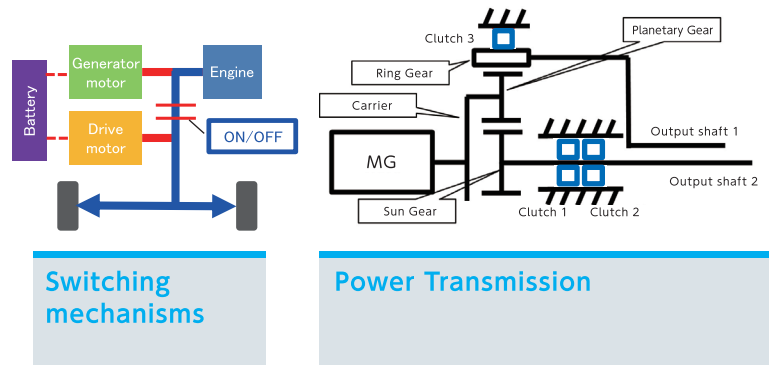 Generator
motor
Engine
Battery
Drive
motor
ON/OFF
Clutch 3
Planetary Gear
Ring Gear
Carrier
MG
Output shaft 1
Output shaft 2
Sun Gear
Clutch 1
Clutch 2
Switching
mechanisms
Power Transmission